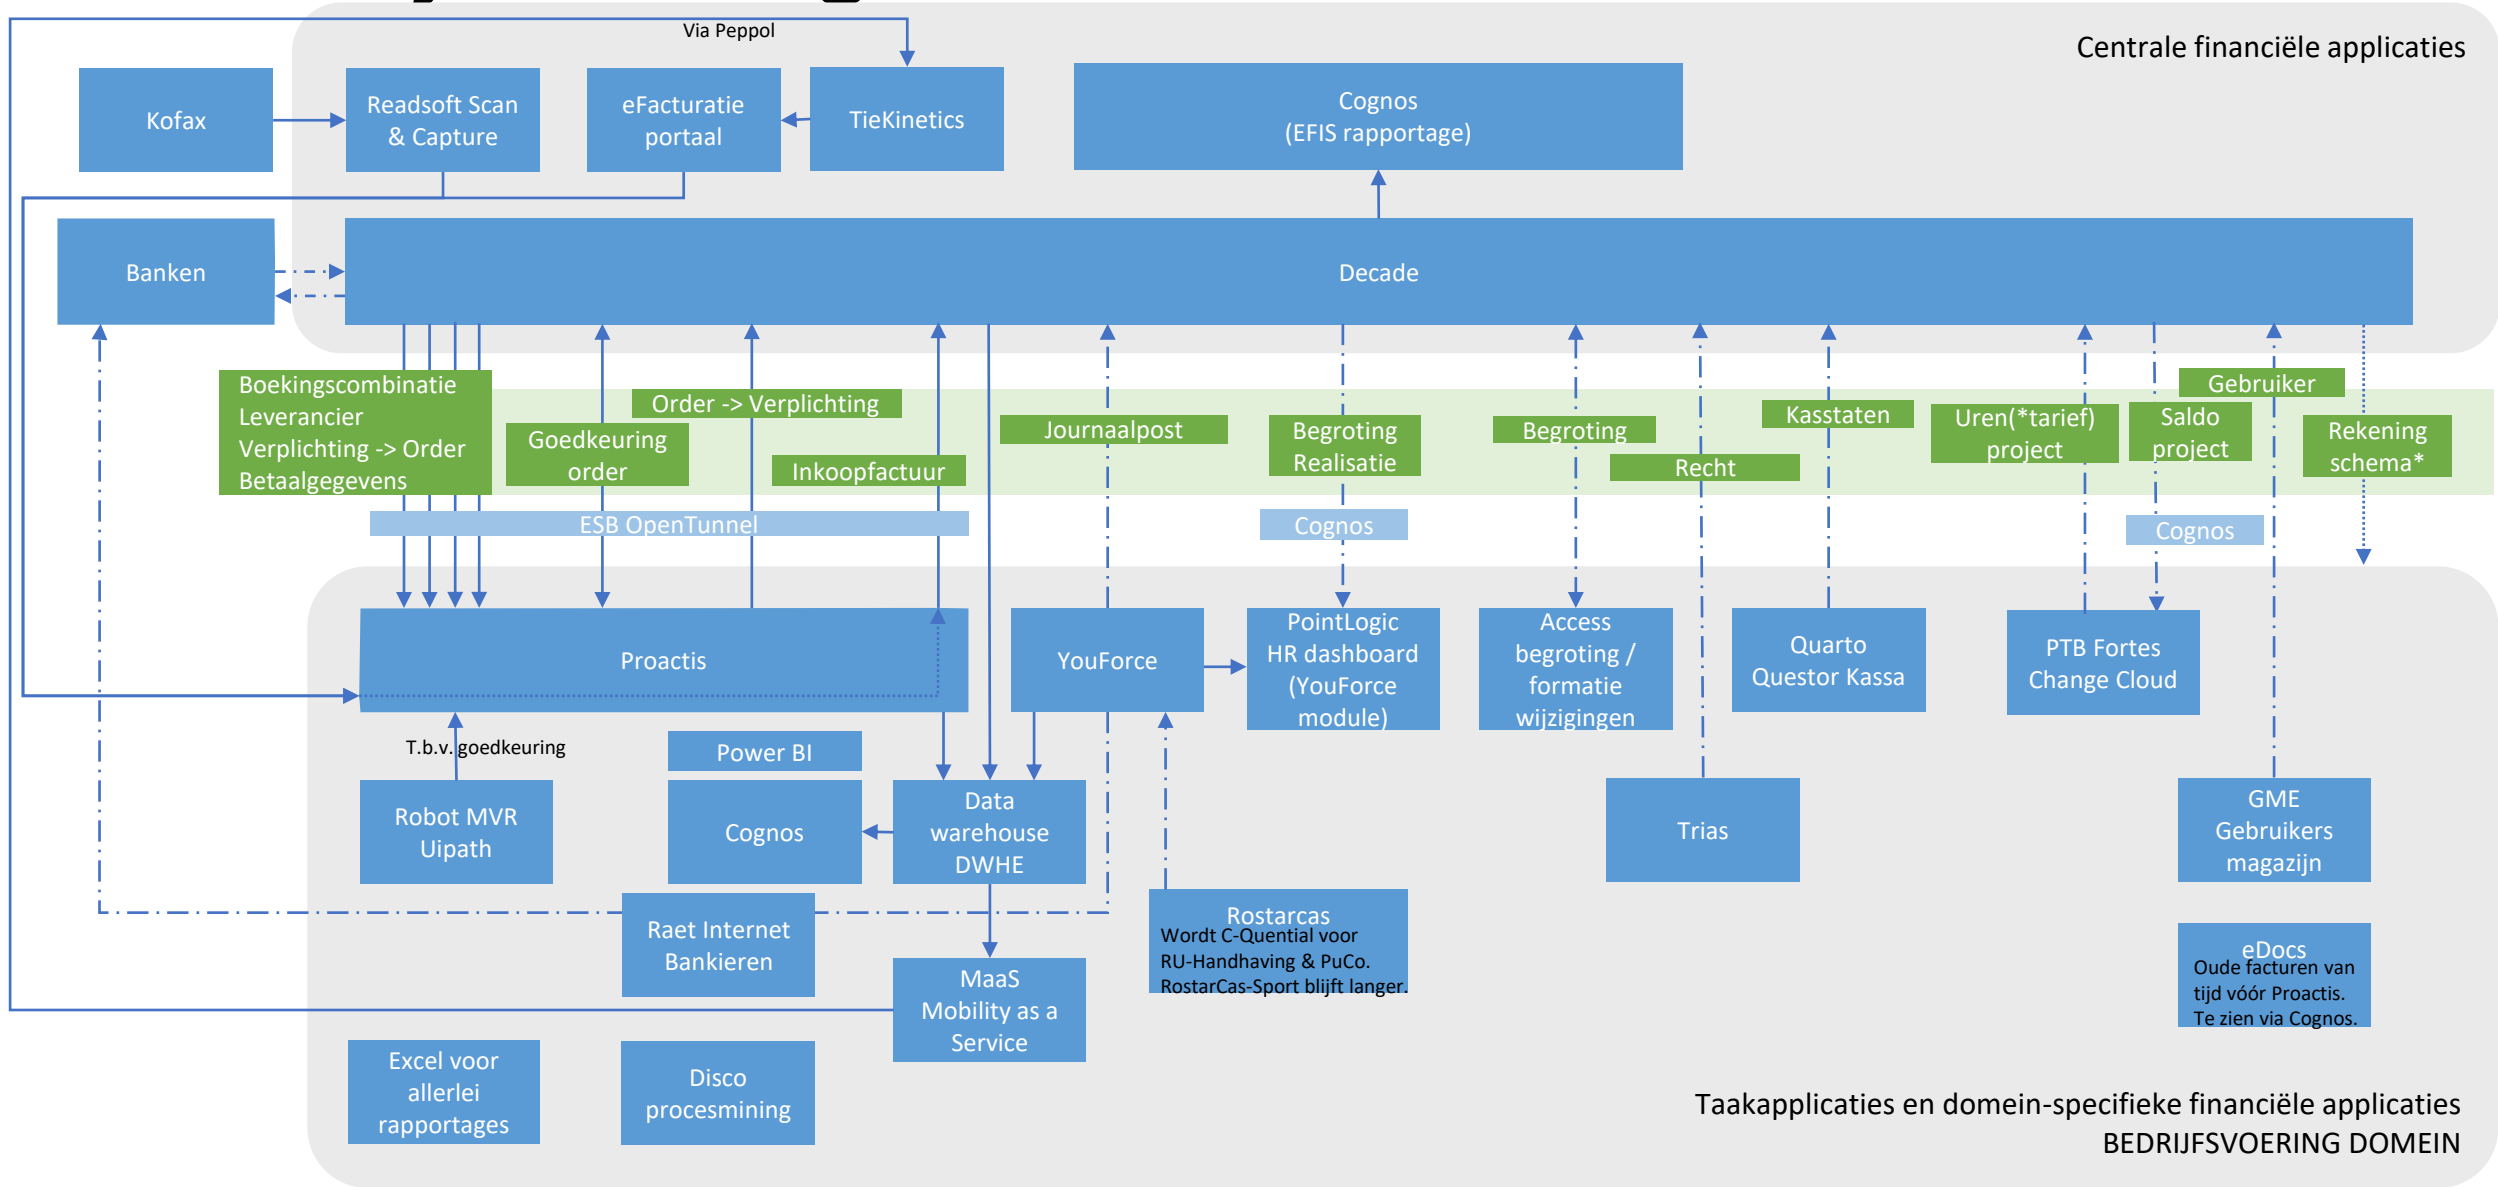 Via Peppol
Centrale financiële applicaties
Kofax
Readsoft Scan
& Capture
eFacturatie
portaal
TieKinetics
Cognos
(EFIS rapportage)
Banken
Decade
Boekingscombinatie
Leverancier
Verplichting -> Order
Betaalgegevens
Goedkeuring
order
Order -> Verplichting
Inkoopfactuur
Journaalpost
Begroting
Realisatie
Begroting
Recht
Kasstaten
Uren(*tarief)
project
Saldo
project
Gebruiker
Rekening
schema*
ESB OpenTunnel
Cognos
Cognos
Proactis
YouForce
PointLogic
HR dashboard
(YouForce
module)
Access
begroting /
formatie
wijzigingen
Quarto
Questor Kassa
PTB Fortes
Change Cloud
T.b.v. goedkeuring
Power BI
Robot MVR
Uipath
Cognos
Data
warehouse
DWHE
Trias
GME
Gebruikers
magazijn
Raet Internet
Bankieren
Rostarcas
Wordt C-Quential voor
RU-Handhaving & PuCo.
RostarCas-Sport blijft langer.
eDocs
Oude facturen van
tijd vóór Proactis.
Te zien via Cognos.
MaaS
Mobility as a
Service
Excel voor
allerlei
rapportages
Disco
procesmining
Taakapplicaties en domein-specifieke financiële applicaties
BEDRIJFSVOERING DOMEIN